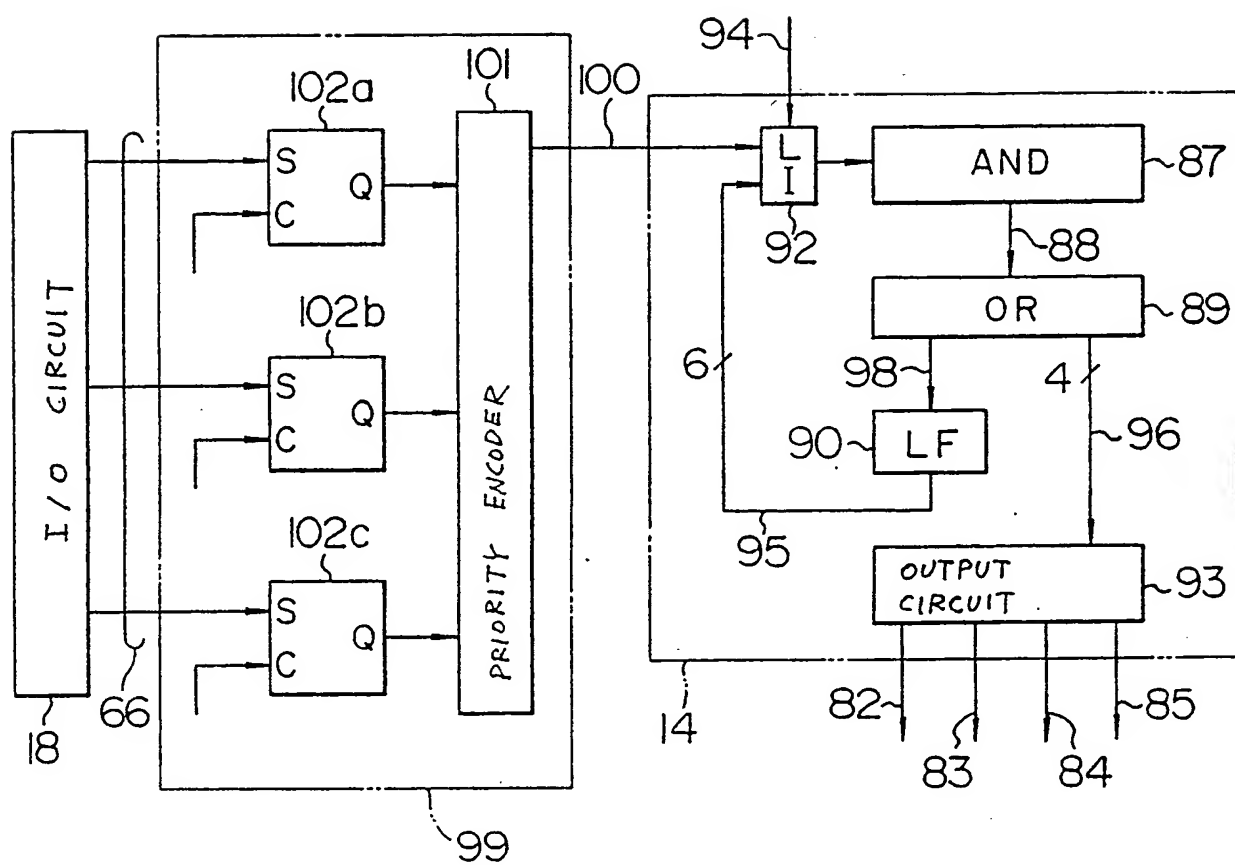 94
101
100
102a
S
Q
C
L
I
92
AND
87
88
I/O CIRCUIT
102b
S
Q
C
PRIORITY ENCODER
OR
89
6
98
4
90
LF
96
95
102c
S
Q
C
OUTPUT
CIRCUIT
93
18
66
99
14
82
83
84
85